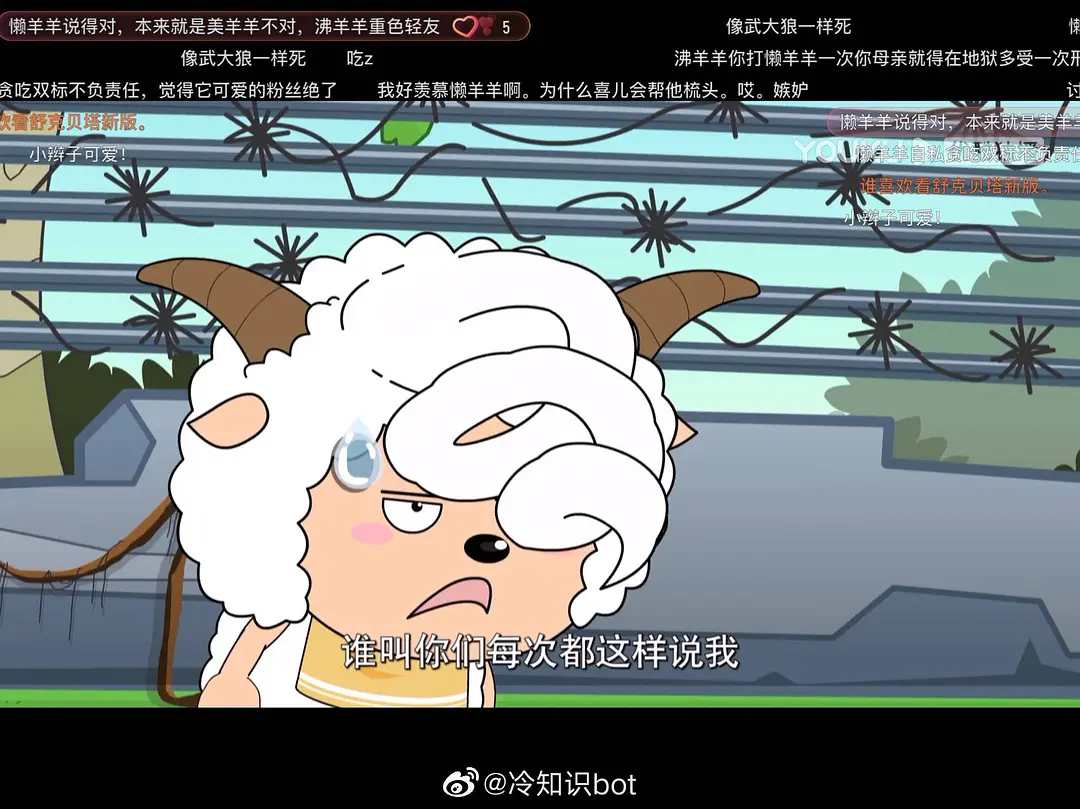 懒羊羊说得对，本来就是美羊羊不对，沸羊羊重色轻友 5
像武大狼一样死
像武大狼一样死
吃z
沸羊羊你打懒羊羊一次你母亲就得在地狱多受一次刑
贪吃双标不负责任，觉得它可爱的粉丝绝了
我好羡慕懒羊羊啊。为什么喜儿会帮他梳头。哎。嫉妒
讨
欢看舒克贝塔新版。
懒羊羊说得对，本来就是美羊羊
小辫子可爱！
YOU
懒羊羊自私贪吃双标不负责任
谁喜欢看舒克贝塔新版。
小辫子可爱！
谁叫你们每次都这样说我
@冷知识bot